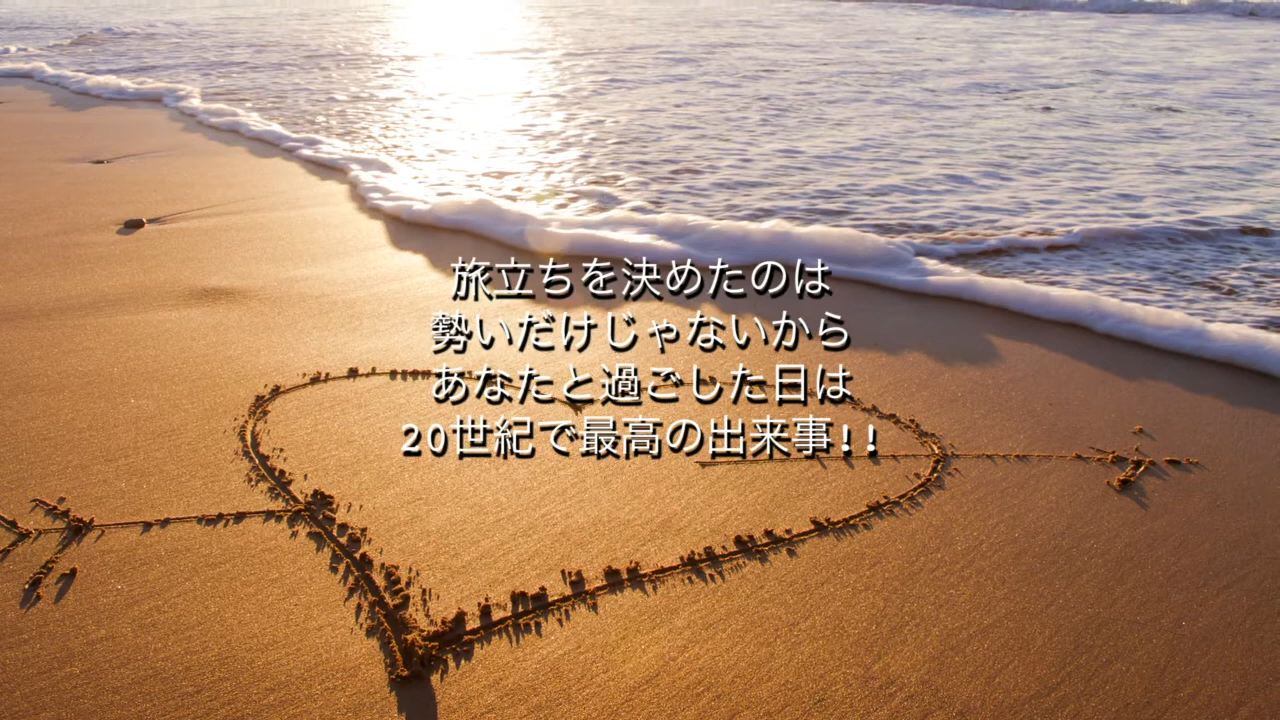 旅立ちを決めたのは
勢いだけじゃないから
あなたと過ごした日は
20世紀で最高の出来事!!